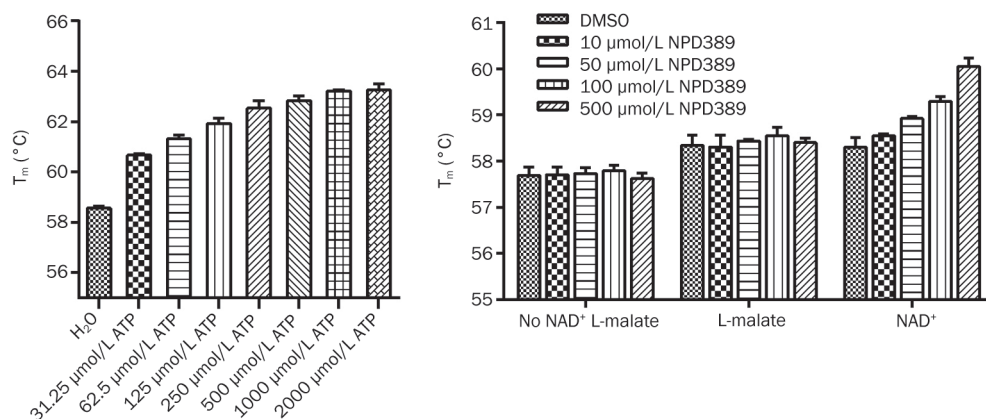 66
64
62
60
58
56
Tm (°C)
H2O
31.25 μmol/L ATP
62.5 μmol/L ATP
125 μmol/L ATP
250 μmol/L ATP
500 μmol/L ATP
1000 μmol/L ATP
2000 μmol/L ATP
61
60
59
58
57
56
55
Tm (°C)
DMSO
10 μmol/L NPD389
50 μmol/L NPD389
100 μmol/L NPD389
500 μmol/L NPD389
No NAD+ L-malate
L-malate
NAD+